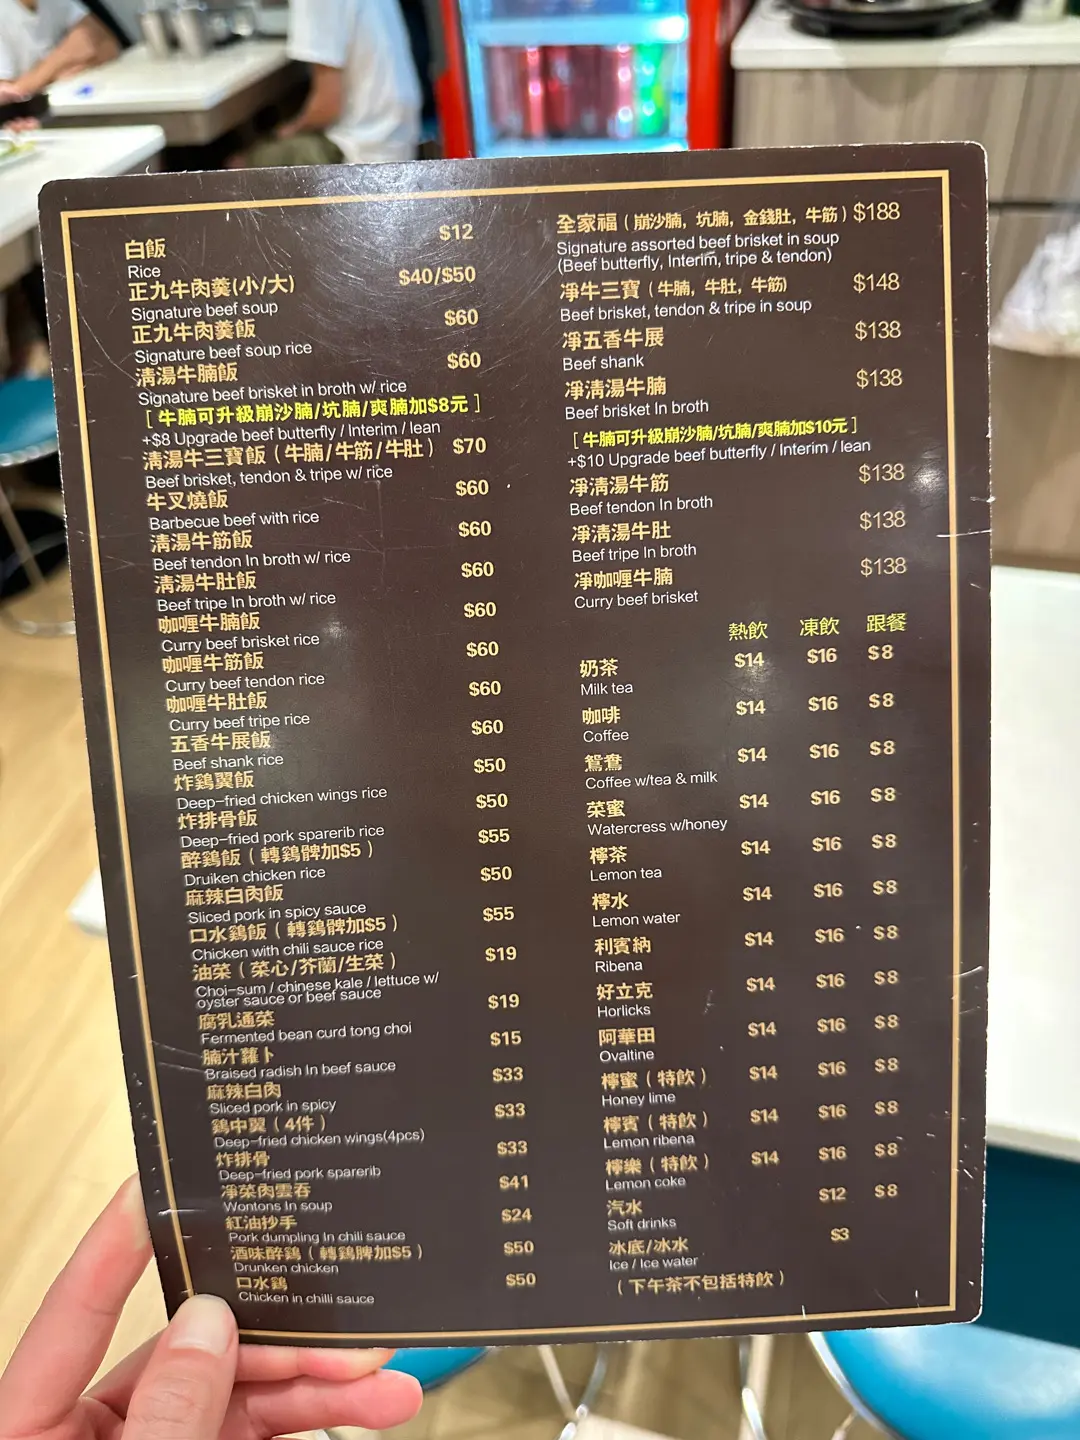 白飯 $12
Rice
正九牛肉羹(小/大) $40/$50
Signature beef soup
正九牛肉羹飯 $60
Signature beef soup rice
清湯牛腩飯 $60
Signature beef brisket in broth w/ rice
[ 牛腩可升級崩沙腩/坑腩/爽腩加$8元 ]
+$8 Upgrade beef butterfly / Interim / lean
清湯牛三寶飯 ( 牛腩/牛筋/牛肚 ) $70
Beef brisket, tendon & tripe w/ rice
牛叉燒飯 $60
Barbecue beef with rice
清湯牛筋飯 $60
Beef tendon In broth w/ rice
清湯牛肚飯 $60
Beef tripe In broth w/ rice
咖喱牛腩飯 $60
Curry beef brisket rice
咖喱牛筋飯 $60
Curry beef tendon rice
咖喱牛肚飯 $60
Curry beef tripe rice
五香牛展飯 $60
Beef shank rice
炸鷄翼飯 $50
Deep-fried chicken wings rice
炸排骨飯 $50
Deep-fried pork sparerib rice
醉鷄飯 ( 轉鷄髀加$5 ) $55
Druiken chicken rice
麻辣白肉飯 $50
Sliced pork in spicy sauce
口水鷄飯 ( 轉鷄髀加$5 ) $55
Chicken with chili sauce rice
油菜 ( 菜心/芥蘭/生菜 ) $19
Choi-sum / chinese kale / lettuce w/
oyster sauce or beef sauce
腐乳通菜 $19
Fermented bean curd tong choi
腩汁蘿卜 $15
Braised radish In beef sauce
麻辣白肉 $33
Sliced pork in spicy
鷄中翼 ( 4件 ) $33
Deep-fried chicken wings(4pcs)
炸排骨 $33
Deep-fried pork sparerib
凈菜肉雲吞 $41
Wontons In soup
紅油抄手 $24
Pork dumpling In chili sauce
酒味醉鷄 ( 轉鷄髀加$5 ) $50
Drunken chicken
口水鷄 $50
Chicken in chilli sauce
全家福 ( 崩沙腩, 坑腩, 金錢肚, 牛筋 ) $188
Signature assorted beef brisket in soup
(Beef butterfly, Interim, tripe & tendon)
凈牛三寶 ( 牛腩, 牛肚, 牛筋) $148
Beef brisket, tendon & tripe in soup
凈五香牛展 $138
Beef shank
凈清湯牛腩 $138
Beef brisket In broth
[ 牛腩可升級崩沙腩/坑腩/爽腩加$10元 ]
+$10 Upgrade beef butterfly / Interim / lean
凈清湯牛筋 $138
Beef tendon In broth
凈清湯牛肚 $138
Beef tripe In broth
凈咖喱牛腩 $138
Curry beef brisket
熱飲 凍飲 跟餐
奶茶 $14 $16 $8
Milk tea
咖啡 $14 $16 $8
Coffee
鴛鴦 $14 $16 $8
Coffee w/tea & milk
菜蜜 $14 $16 $8
Watercress w/honey
檸茶 $14 $16 $8
Lemon tea
檸水 $14 $16 $8
Lemon water
利賓納 $14 $16 $8
Ribena
好立克 $14 $16 $8
Horlicks
阿華田 $14 $16 $8
Ovaltine
檸蜜 ( 特飲 ) $14 $16 $8
Honey lime
檸賓 ( 特飲 ) $14 $16 $8
Lemon ribena
檸樂 ( 特飲 ) $14 $16 $8
Lemon coke
汽水 $12 $8
Soft drinks
冰底/冰水 $3
Ice / Ice water
( 下午茶不包括特飲 )